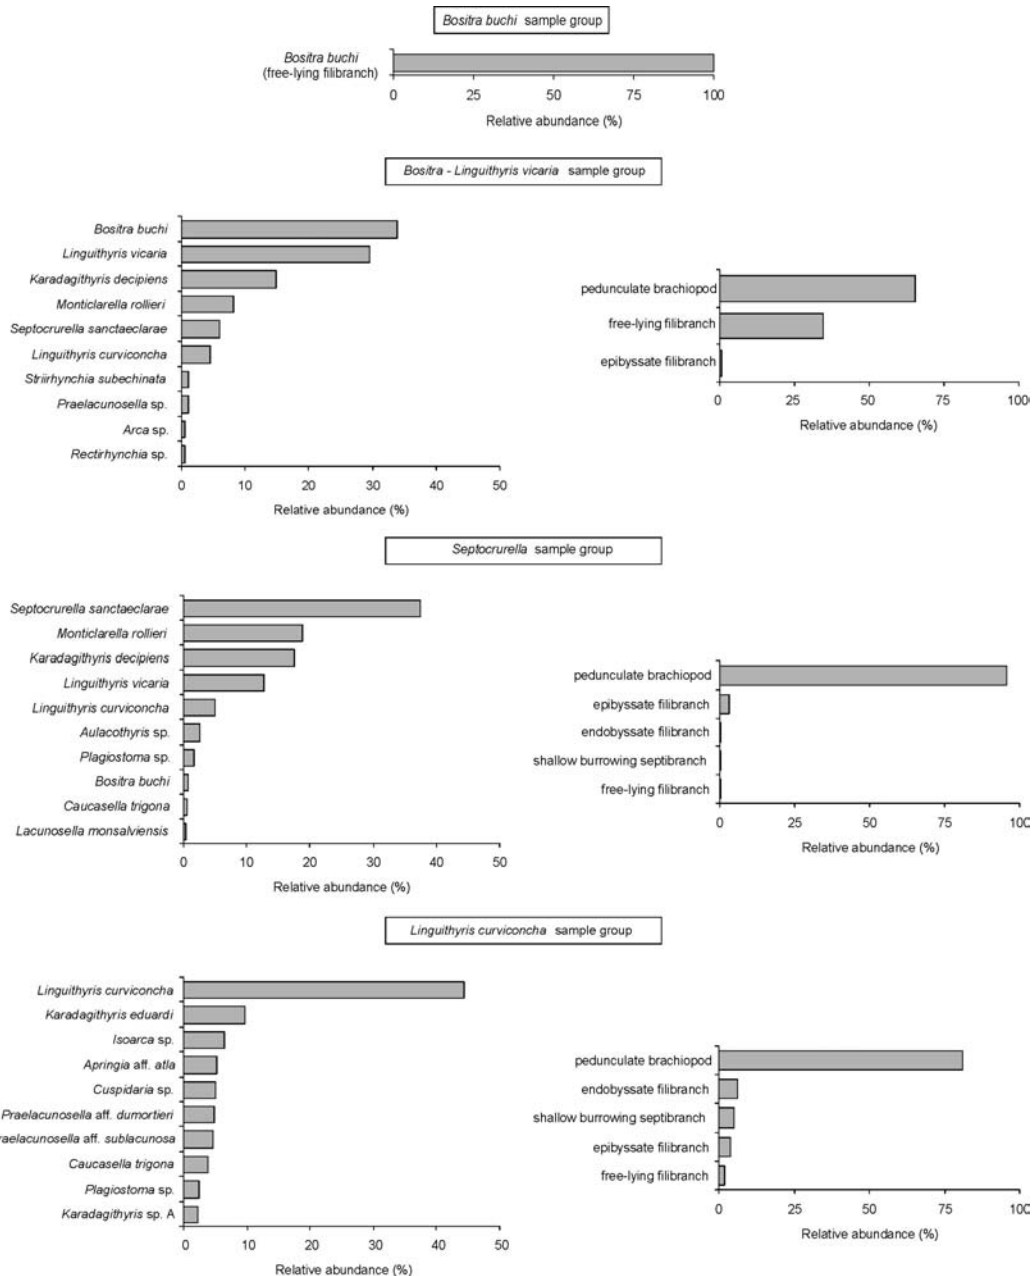 Bositra buchi sample group
Bositra buchi
(free-lying filibranch)
0 25 50 75 100
Relative abundance (%)
Bositra - Linguithyris vicaria sample group
Bositra buchi
Linguithyris vicaria
Karadagithyris decipiens
Monticlarella rollieri
Septocrurella sanctaeclarae
Linguithyris curviconcha
Striirhynchia subechinata
Praelacunosella sp.
Arca sp.
Rectirhynchia sp.
0 10 20 30 40 50
Relative abundance (%)
pedunculate brachiopod
free-lying filibranch
epibyssate filibranch
0 25 50 75 100
Relative abundance (%)
Septocrurella sample group
Septocrurella sanctaeclarae
Monticlarella rollieri
Karadagithyris decipiens
Linguithyris vicaria
Linguithyris curviconcha
Aulacothyris sp.
Plagiostoma sp.
Bositra buchi
Caucasella trigona
Lacunosella monsalviensis
0 10 20 30 40 50
Relative abundance (%)
pedunculate brachiopod
epibyssate filibranch
endobyssate filibranch
shallow burrowing septibranch
free-lying filibranch
0 25 50 75 100
Relative abundance (%)
Linguithyris curviconcha sample group
Linguithyris curviconcha
Karadagithyris eduardi
Isoarca sp.
Apringia aff. atla
Cuspidaria sp.
Praelacunosella aff. dumortieri
raelacunosella aff. sublacunosa
Caucasella trigona
Plagiostoma sp.
Karadagithyris sp. A
0 10 20 30 40 50
Relative abundance (%)
pedunculate brachiopod
endobyssate filibranch
shallow burrowing septibranch
epibyssate filibranch
free-lying filibranch
0 25 50 75 100
Relative abundance (%)